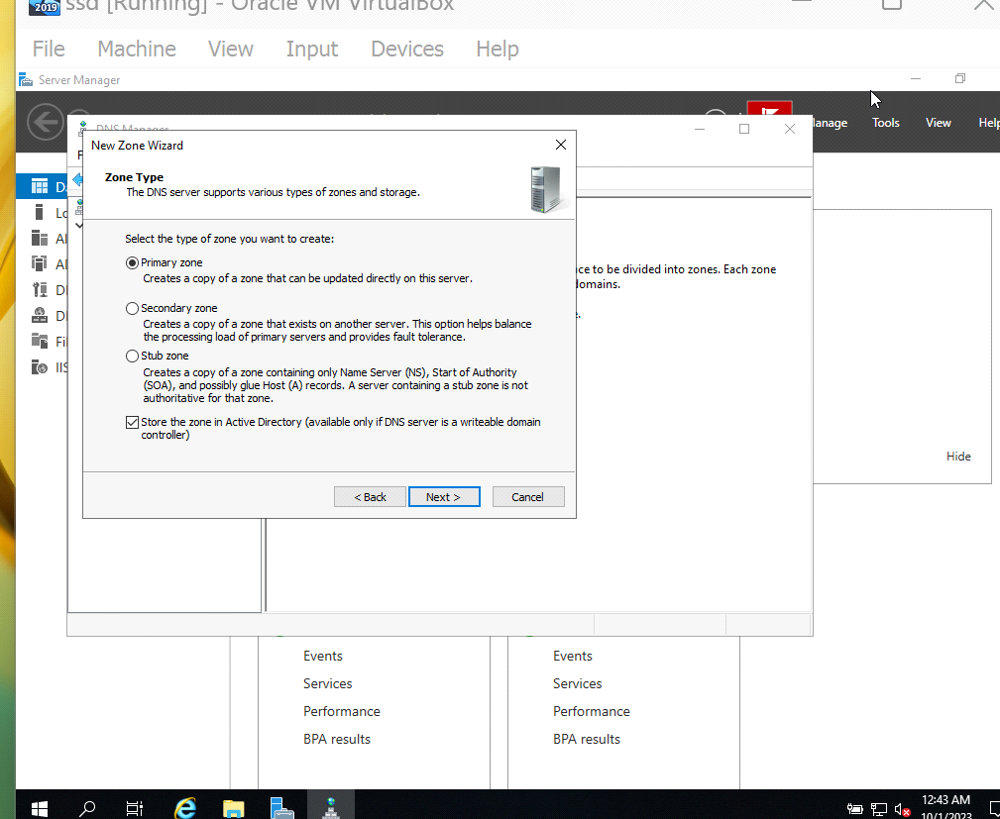 2019 ssd [Running] - Oracle VM VirtualBox
File Machine View Input Devices Help
Server Manager
DNS Manager
Manage Tools View Help
New Zone Wizard
Zone Type
The DNS server supports various types of zones and storage.
Select the type of zone you want to create:
Primary zone
Creates a copy of a zone that can be updated directly on this server.
Secondary zone
Creates a copy of a zone that exists on another server. This option helps balance
the processing load of primary servers and provides fault tolerance.
Stub zone
Creates a copy of a zone containing only Name Server (NS), Start of Authority
(SOA), and possibly glue Host (A) records. A server containing a stub zone is not
authoritative for that zone.
Store the zone in Active Directory (available only if DNS server is a writeable domain
controller)
< Back Next > Cancel
ce to be divided into zones. Each zone
domains.
Hide
Events
Services
Performance
BPA results
Events
Services
Performance
BPA results
12:43 AM
10/1/2023